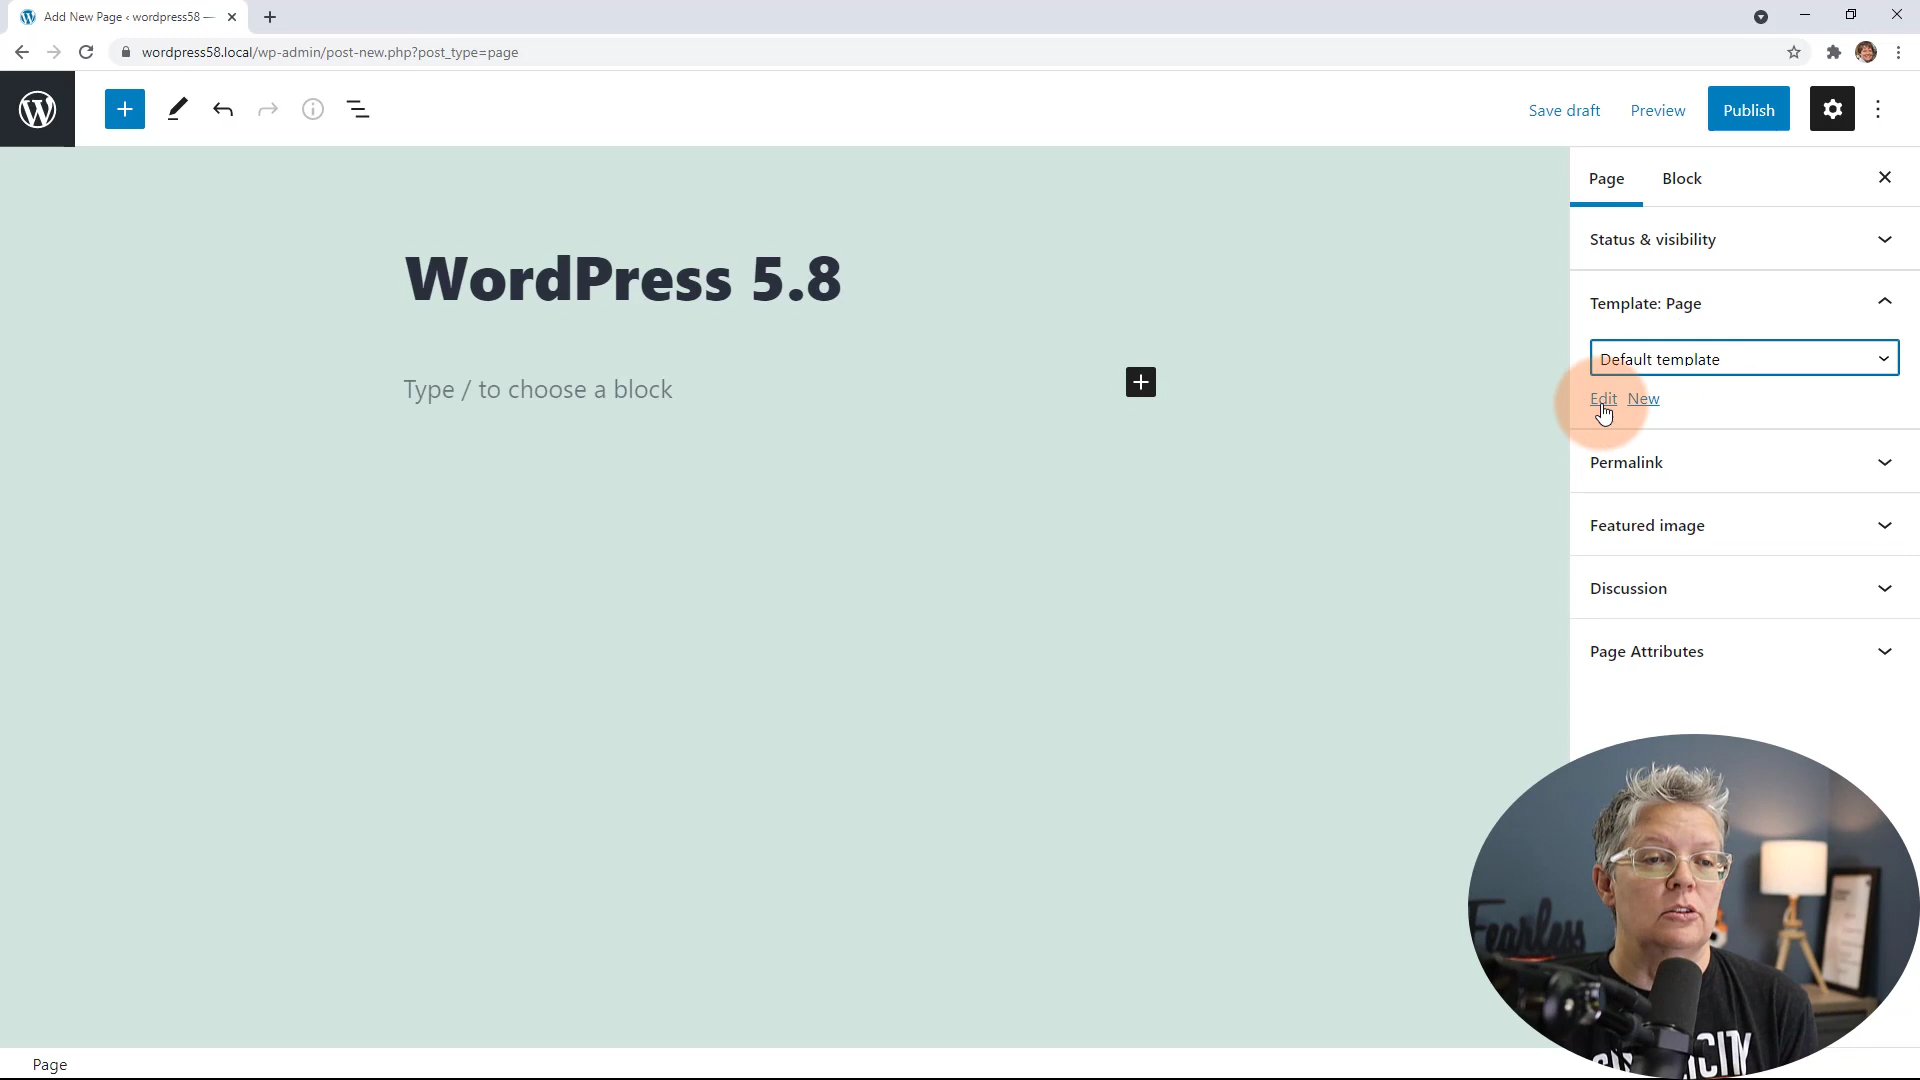 Add New Page ‹ wordpress58 —
wordpress58.local/wp-admin/post-new.php?post_type=page
Save draft
Preview
Publish
Page
Block
Status & visibility
WordPress 5.8
Template: Page
Default template
Type / to choose a block
Edit New
Permalink
Featured image
Discussion
Page Attributes
Fearless
Page